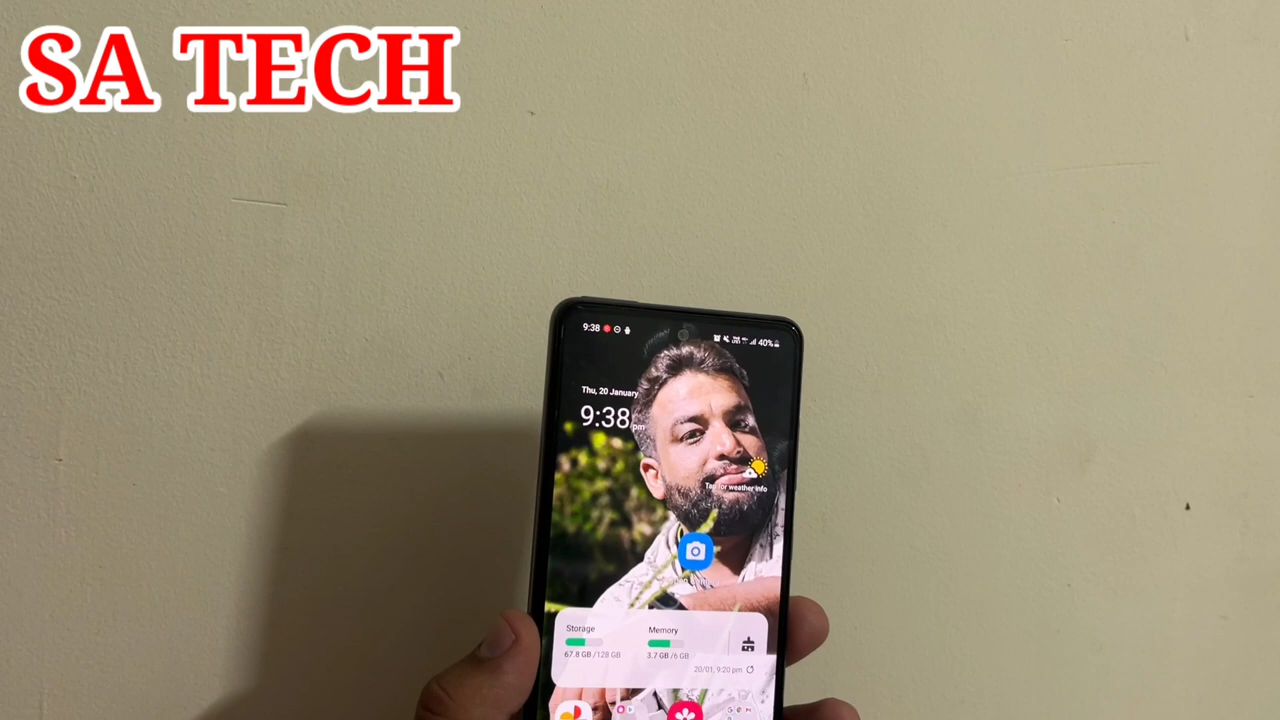 SA TECH
9:38
40%
Thu, 20 January
9:38 pm
Tap for weather info
Storage
Memory
67.8 GB /128 GB
3.7 GB /6 GB
20/01, 9:20 pm